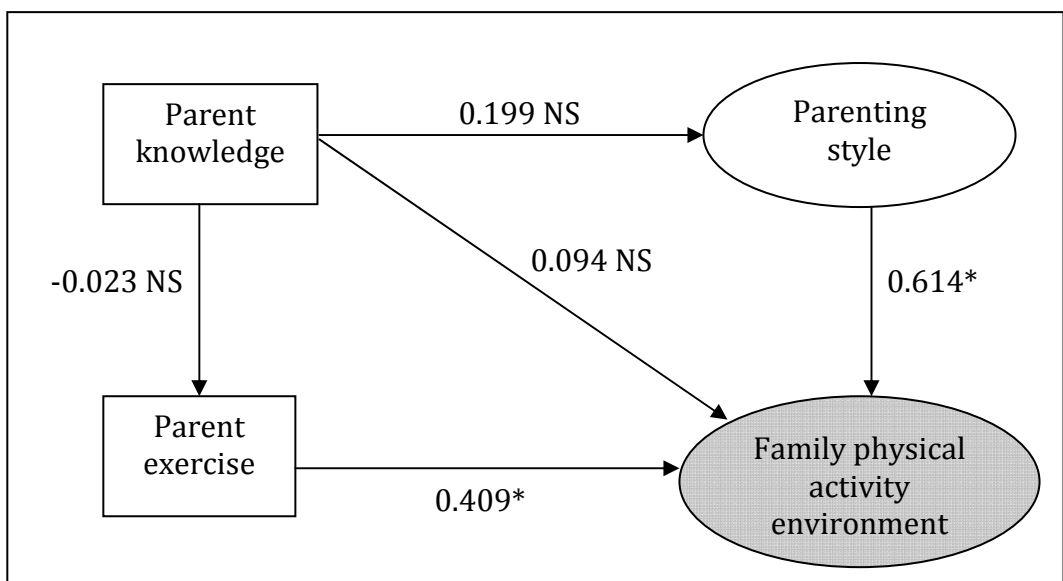 Parent
knowledge
0.199 NS
Parenting
style
-0.023 NS
0.094 NS
0.614*
Parent
exercise
0.409*
Family physical
activity
environment